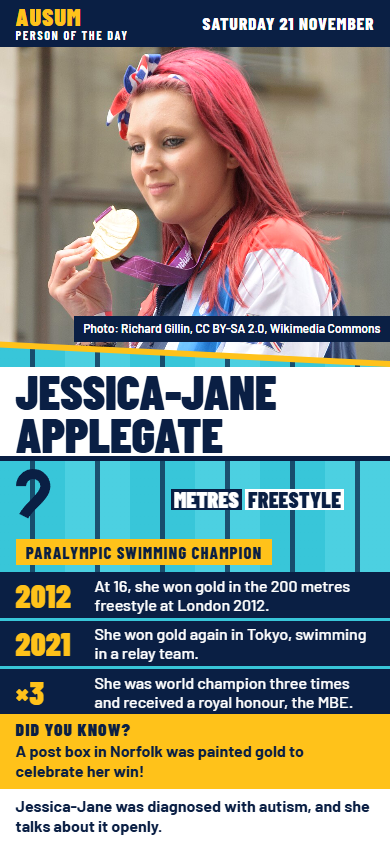 AUSUM
PERSON OF THE DAY
SATURDAY 21 NOVEMBER
Photo: Richard Gillin, CC BY-SA 2.0, Wikimedia Commons
JESSICA-JANE
APPLEGATE
2
METRES FREESTYLE
PARALYMPIC SWIMMING CHAMPION
2012
At 16, she won gold in the 200 metres
freestyle at London 2012.
2021
She won gold again in Tokyo, swimming
in a relay team.
×3
She was world champion three times
and received a royal honour, the MBE.
DID YOU KNOW?
A post box in Norfolk was painted gold to
celebrate her win!
Jessica-Jane was diagnosed with autism, and she
talks about it openly.